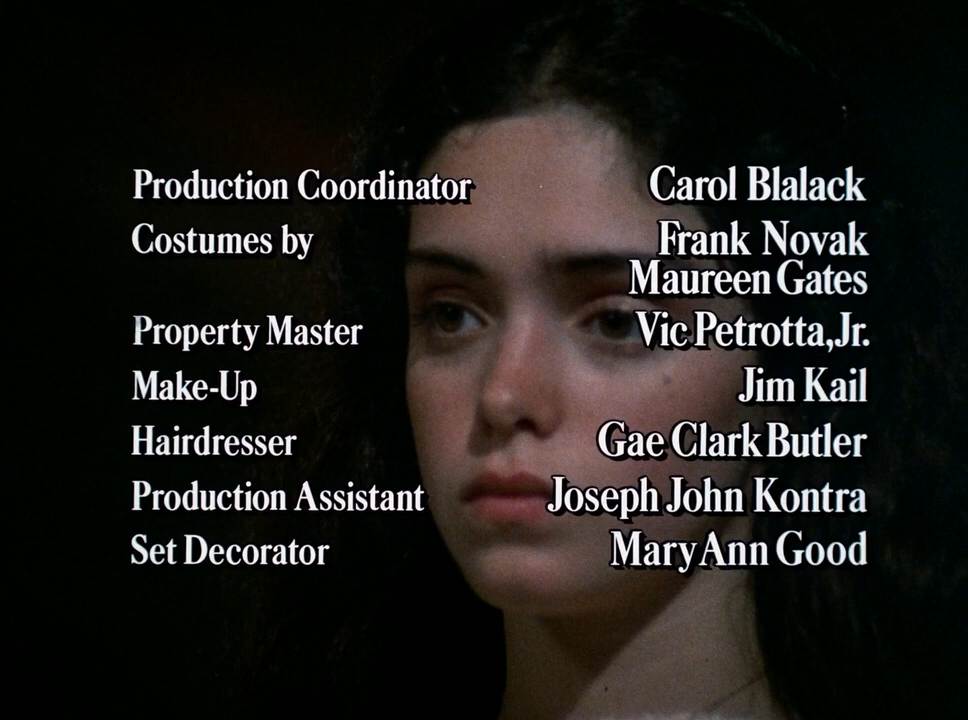 Production Coordinator Carol Blalack
Costumes by Frank Novak
Maureen Gates
Property Master Vic Petrotta, Jr.
Make-Up Jim Kail
Hairdresser Gae Clark Butler
Production Assistant Joseph John Kontra
Set Decorator Mary Ann Good